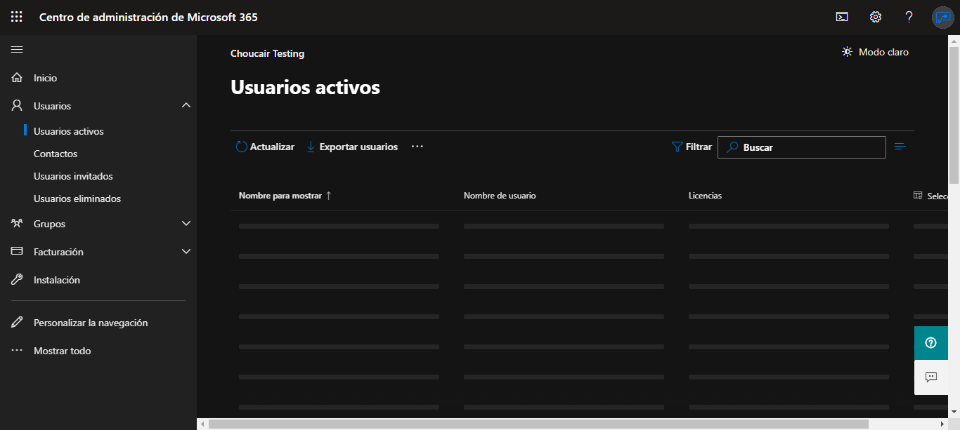 Centro de administración de Microsoft 365
Choucair Testing
Modo claro
Usuarios activos
Inicio
Usuarios
Usuarios activos
Contactos
Usuarios invitados
Usuarios eliminados
Grupos
Facturación
Instalación
Personalizar la navegación
Mostrar todo
Actualizar
Exportar usuarios
Filtrar
Buscar
Nombre para mostrar ↑
Nombre de usuario
Licencias
Selecc